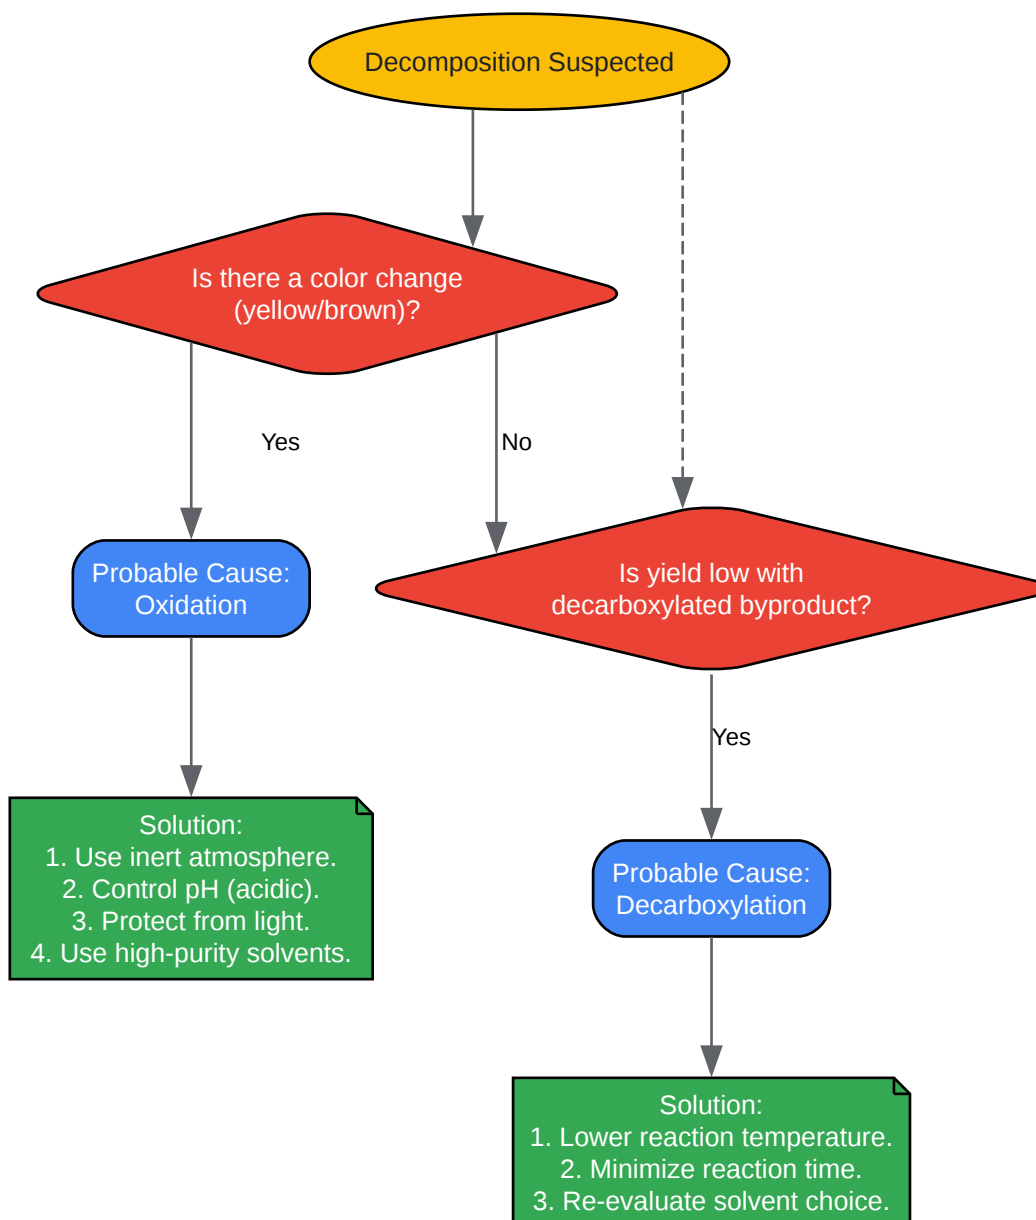 Decomposition Suspected
Is there a color change
(yellow/brown)?
Yes
No
Probable Cause:
Oxidation
Is yield low with
decarboxylated byproduct?
Yes
Solution:
1. Use inert atmosphere.
2. Control pH (acidic).
3. Protect from light.
4. Use high-purity solvents.
Probable Cause:
Decarboxylation
Solution:
1. Lower reaction temperature.
2. Minimize reaction time.
3. Re-evaluate solvent choice.